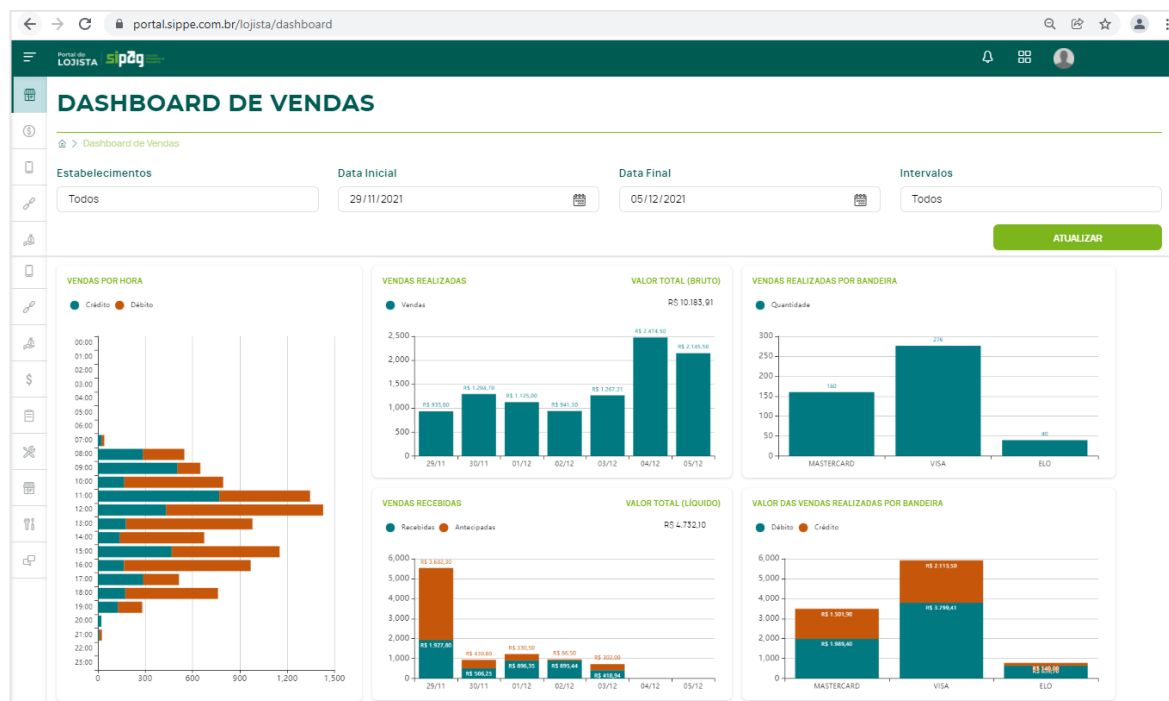 portal.sippe.com.br/lojista/dashboard
Portal do
LOJISTA sipag
DASHBOARD DE VENDAS
> Dashboard de Vendas
Estabelecimentos Data Inicial Data Final Intervalos
Todos 29/11/2021 05/12/2021 Todos
ATUALIZAR
VENDAS POR HORA
Crédito Débito
00:00
01:00
02:00
03:00
04:00
05:00
06:00
07:00
08:00
09:00
10:00
11:00
12:00
13:00
14:00
15:00
16:00
17:00
18:00
19:00
20:00
21:00
22:00
23:00
0 300 600 900 1,200 1,500
VENDAS REALIZADAS VALOR TOTAL (BRUTO)
Vendas R$ 10.183,91
2,500
2,000
1,500
1,000
500
0
R$ 935,60 R$ 1.294,70 R$ 1.125,00 R$ 941,30 R$ 1.267,31 R$ 2.474,50 R$ 2.145,50
29/11 30/11 01/12 02/12 03/12 04/12 05/12
VENDAS REALIZADAS POR BANDEIRA
Quantidade
300
250
200
150
100
50
0
160 276 40
MASTERCARD VISA ELO
VENDAS RECEBIDAS VALOR TOTAL (LÍQUIDO)
Recebidas Antecipadas R$ 4.732,10
6,000
5,000
4,000
3,000
2,000
1,000
0
R$ 3.602,30 R$ 430,80 R$ 330,50 R$ 302,00
R$ 1.927,80 R$ 506,25 R$ 896,35 R$ 895,44 R$ 418,94
29/11 30/11 01/12 02/12 03/12 04/12 05/12
VALOR DAS VENDAS REALIZADAS POR BANDEIRA
Débito Crédito
6,000
5,000
4,000
3,000
2,000
1,000
0
R$ 1.501,90 R$ 2.113,50
R$ 1.989,40 R$ 3.799,41
MASTERCARD VISA ELO